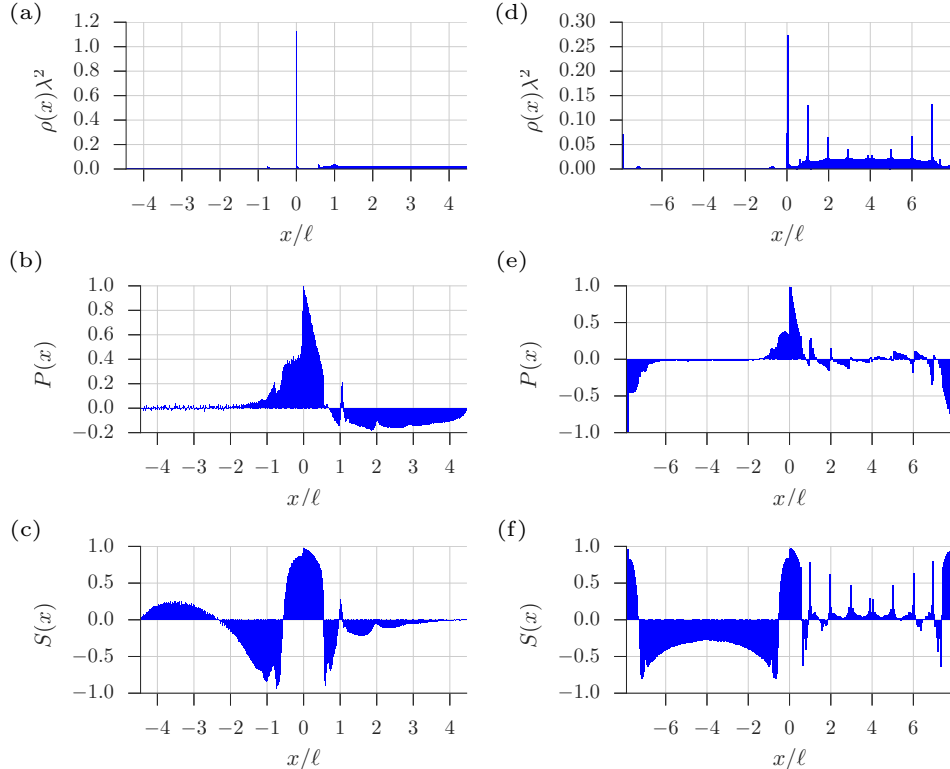 (a)
ρ(x)λ²
1.2
1.0
0.8
0.6
0.4
0.2
0.0
−4 −3 −2 −1 0 1 2 3 4
x/ℓ
(d)
ρ(x)λ²
0.30
0.25
0.20
0.15
0.10
0.05
0.00
−6 −4 −2 0 2 4 6
x/ℓ
(b)
P(x)
1.0
0.8
0.6
0.4
0.2
0.0
−0.2
−4 −3 −2 −1 0 1 2 3 4
x/ℓ
(e)
P(x)
1.0
0.5
0.0
−0.5
−1.0
−6 −4 −2 0 2 4 6
x/ℓ
(c)
S(x)
1.0
0.5
0.0
−0.5
−1.0
−4 −3 −2 −1 0 1 2 3 4
x/ℓ
(f)
S(x)
1.0
0.5
0.0
−0.5
−1.0
−6 −4 −2 0 2 4 6
x/ℓ